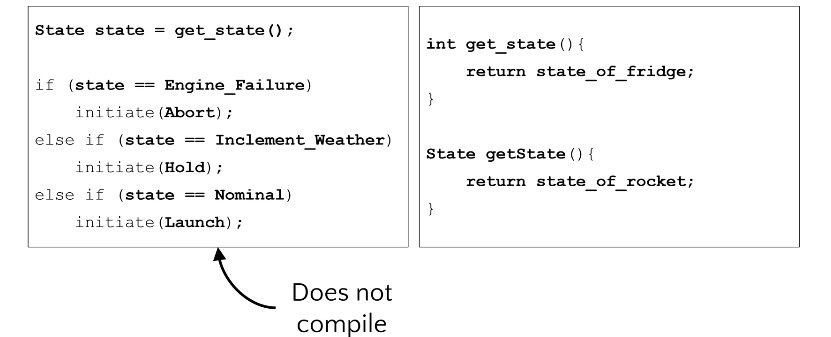 State state = get_state();
if (state == Engine_Failure)
initiate(Abort);
else if (state == Inclement_Weather)
initiate(Hold);
else if (state == Nominal)
initiate(Launch);
int get_state(){
return state_of_fridge;
}
State getState(){
return state_of_rocket;
}
Does not
compile